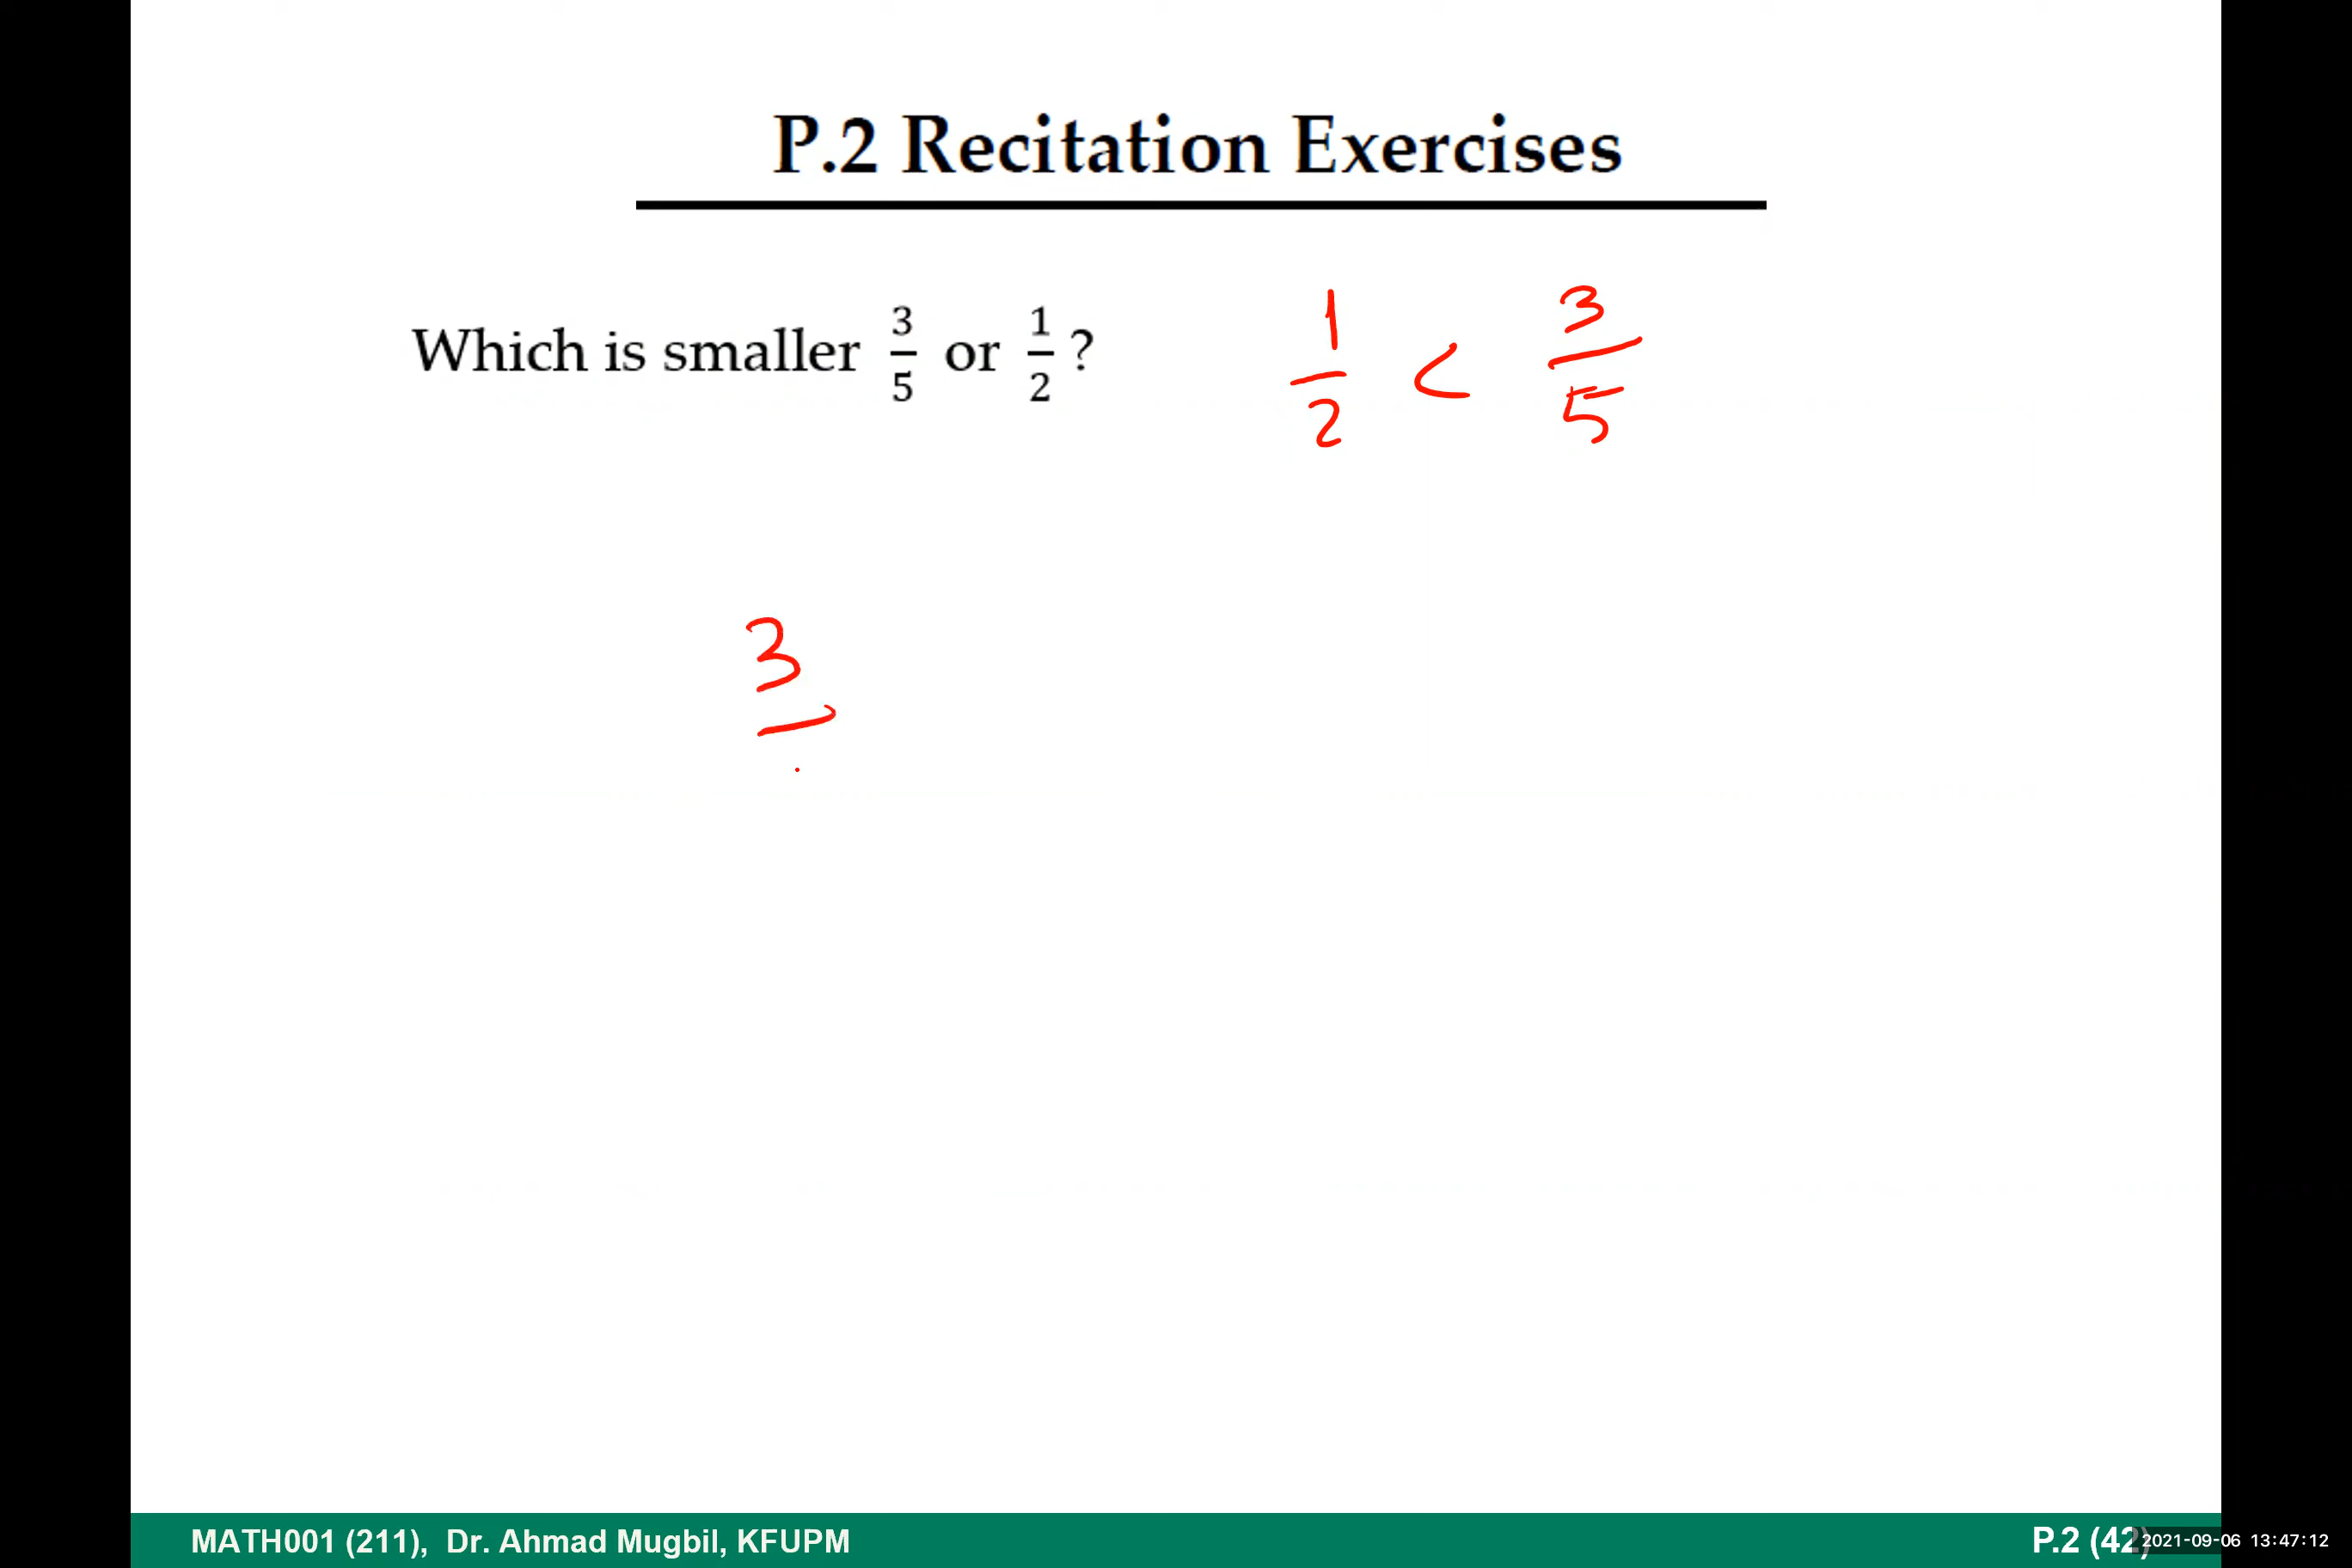 P.2 Recitation Exercises
Which is smaller 3/5 or 1/2 ?
1/2 < 3/5
3
MATH001 (211), Dr. Ahmad Mugbil, KFUPM
P.2 (42)
2021-09-06 13:47:12